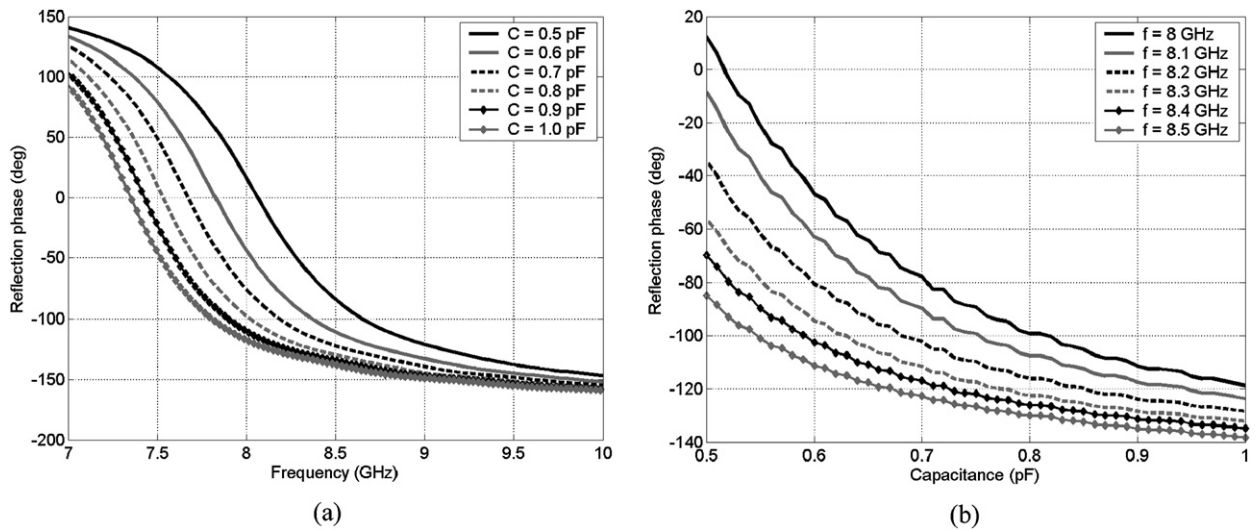 150
100
50
0
-50
-100
-150
-200
Reflection phase (deg)
7
7.5
8
8.5
9
9.5
10
Frequency (GHz)
C = 0.5 pF
C = 0.6 pF
C = 0.7 pF
C = 0.8 pF
C = 0.9 pF
C = 1.0 pF
(a)
20
0
-20
-40
-60
-80
-100
-120
-140
Reflection phase (deg)
0.5
0.6
0.7
0.8
0.9
1
Capacitance (pF)
f = 8 GHz
f = 8.1 GHz
f = 8.2 GHz
f = 8.3 GHz
f = 8.4 GHz
f = 8.5 GHz
(b)